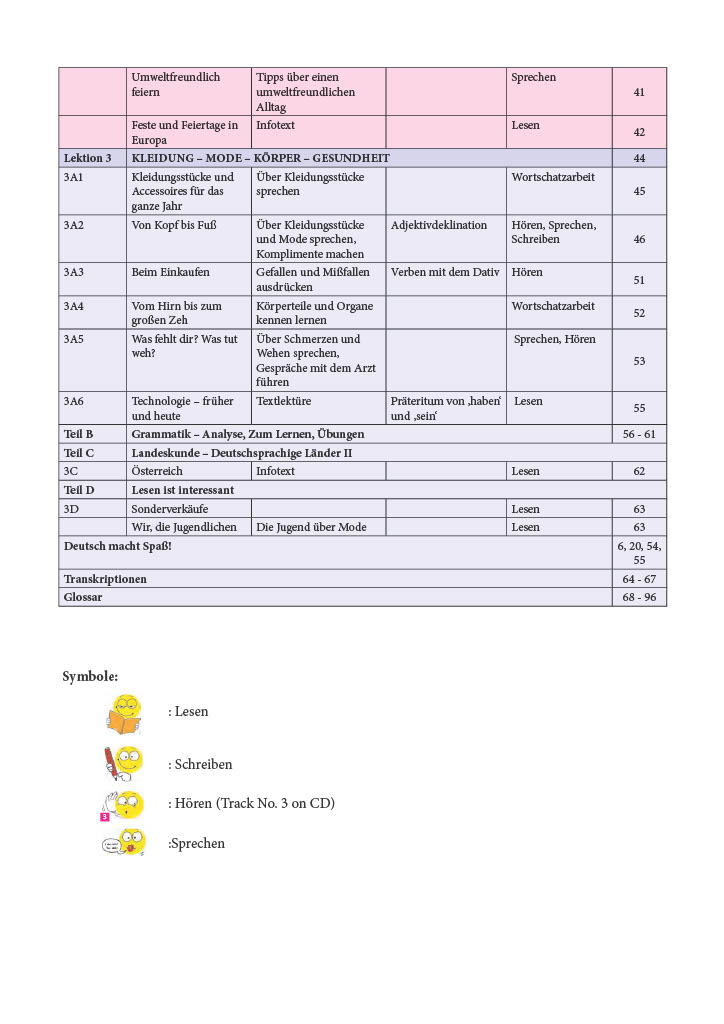 Umweltfreundlich feiern Tipps über einen umweltfreundlichen Alltag Sprechen 41
Feste und Feiertage in Europa Infotext Lesen 42
Lektion 3 KLEIDUNG – MODE – KÖRPER – GESUNDHEIT 44
3A1 Kleidungsstücke und Accessoires für das ganze Jahr Über Kleidungsstücke sprechen Wortschatzarbeit 45
3A2 Von Kopf bis Fuß Über Kleidungsstücke und Mode sprechen, Komplimente machen Adjektivdeklination Hören, Sprechen, Schreiben 46
3A3 Beim Einkaufen Gefallen und Mißfallen ausdrücken Verben mit dem Dativ Hören 51
3A4 Vom Hirn bis zum großen Zeh Körperteile und Organe kennen lernen Wortschatzarbeit 52
3A5 Was fehlt dir? Was tut weh? Über Schmerzen und Wehen sprechen, Gespräche mit dem Arzt führen Sprechen, Hören 53
3A6 Technologie – früher und heute Textlektüre Präteritum von ‚haben‘ und ‚sein‘ Lesen 55
Teil B Grammatik – Analyse, Zum Lernen, Übungen 56 - 61
Teil C Landeskunde – Deutschsprachige Länder II
3C Österreich Infotext Lesen 62
Teil D Lesen ist interessant
3D Sonderverkäufe Lesen 63
Wir, die Jugendlichen Die Jugend über Mode Lesen 63
Deutsch macht Spaß! 6, 20, 54, 55
Transkriptionen 64 - 67
Glossar 68 - 96
Symbole:
: Lesen
: Schreiben
3 : Hören (Track No. 3 on CD)
:Sprechen